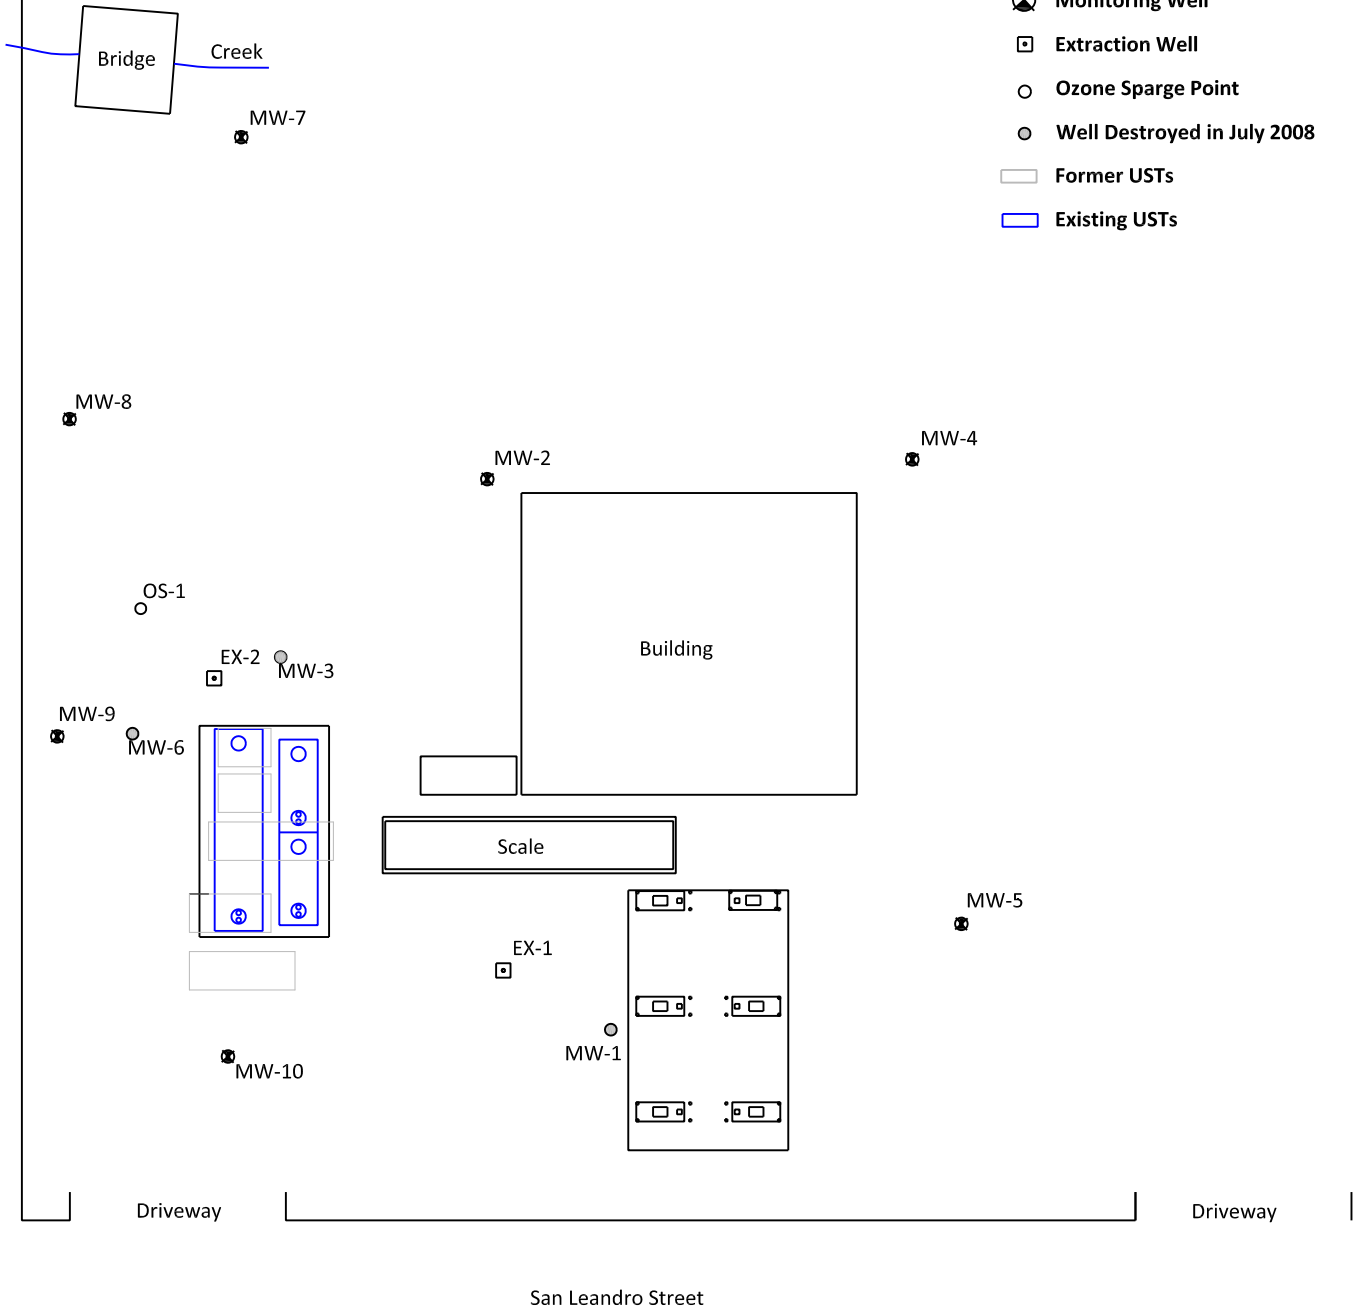 Monitoring Well
Bridge
Creek
Extraction Well
Ozone Sparge Point
MW-7
Well Destroyed in July 2008
Former USTs
Existing USTs
MW-8
MW-4
MW-2
OS-1
Building
EX-2
MW-3
MW-9
MW-6
Scale
MW-5
EX-1
MW-1
MW-10
Driveway
Driveway
San Leandro Street